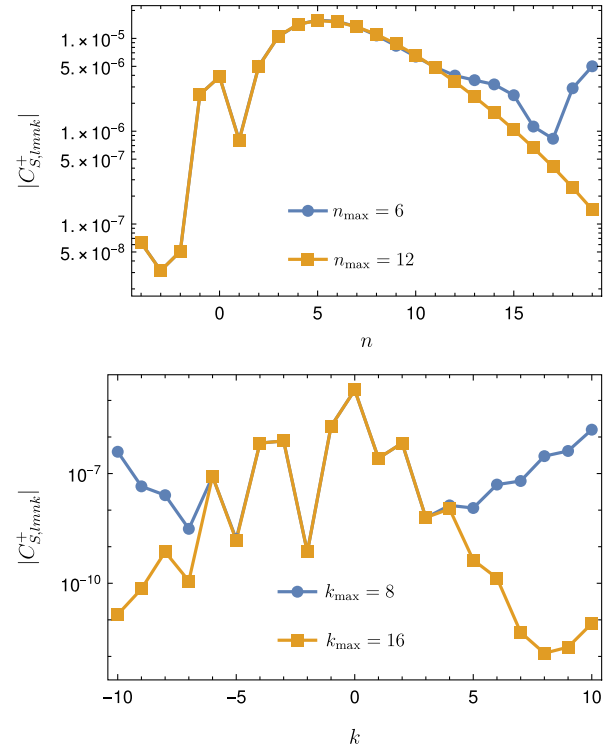 1. × 10⁻⁵
5. × 10⁻⁶
1. × 10⁻⁶
5. × 10⁻⁷
1. × 10⁻⁷
5. × 10⁻⁸
|C⁺_{S,lmnk}|
n_max = 6
n_max = 12
0 5 10 15
n
10⁻⁷
10⁻¹⁰
|C⁺_{S,lmnk}|
k_max = 8
k_max = 16
−10 −5 0 5 10
k